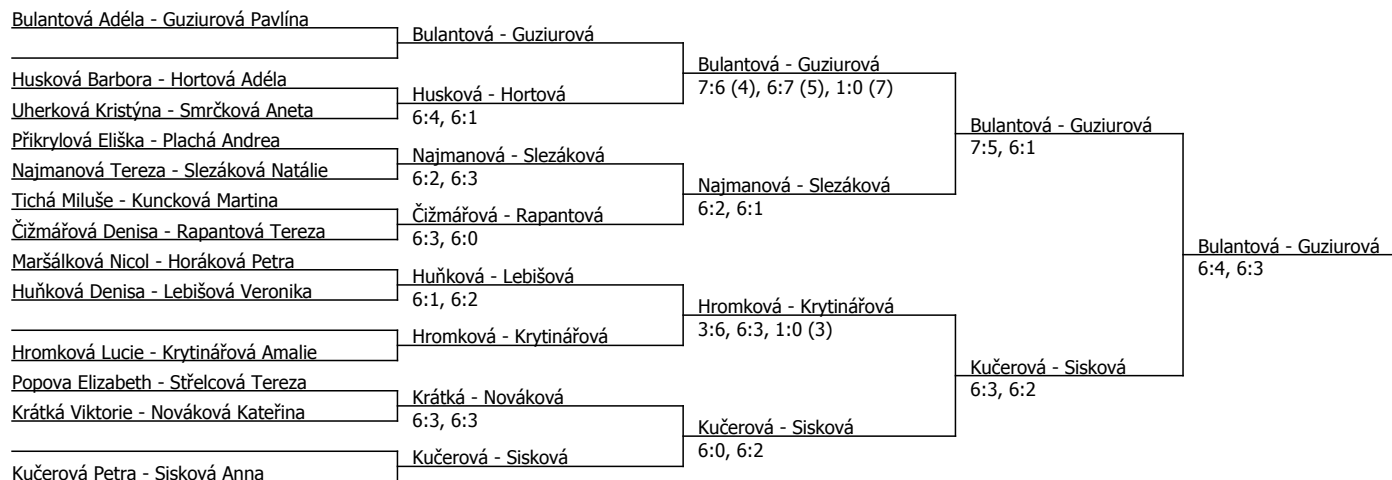 Bulantová Adéla - Guziurová Pavlína
Husková Barbora - Hortová Adéla
Uherková Kristýna - Smrčková Aneta
Přikrylová Eliška - Plachá Andrea
Najmanová Tereza - Slezáková Natálie
Tichá Miluše - Kuncková Martina
Čižmářová Denisa - Rapantová Tereza
Maršálková Nicol - Horáková Petra
Huňková Denisa - Lebišová Veronika
Hromková Lucie - Krytinářová Amalie
Popova Elizabeth - Střelcová Tereza
Krátká Viktorie - Nováková Kateřina
Kučerová Petra - Sisková Anna
Bulantová - Guziurová
Husková - Hortová
6:4, 6:1
Najmanová - Slezáková
6:2, 6:3
Čižmářová - Rapantová
6:3, 6:0
Huňková - Lebišová
6:1, 6:2
Hromková - Krytinářová
Krátká - Nováková
6:3, 6:3
Kučerová - Sisková
Bulantová - Guziurová
7:6 (4), 6:7 (5), 1:0 (7)
Najmanová - Slezáková
6:2, 6:1
Hromková - Krytinářová
3:6, 6:3, 1:0 (3)
Kučerová - Sisková
6:0, 6:2
Bulantová - Guziurová
7:5, 6:1
Kučerová - Sisková
6:3, 6:2
Bulantová - Guziurová
6:4, 6:3